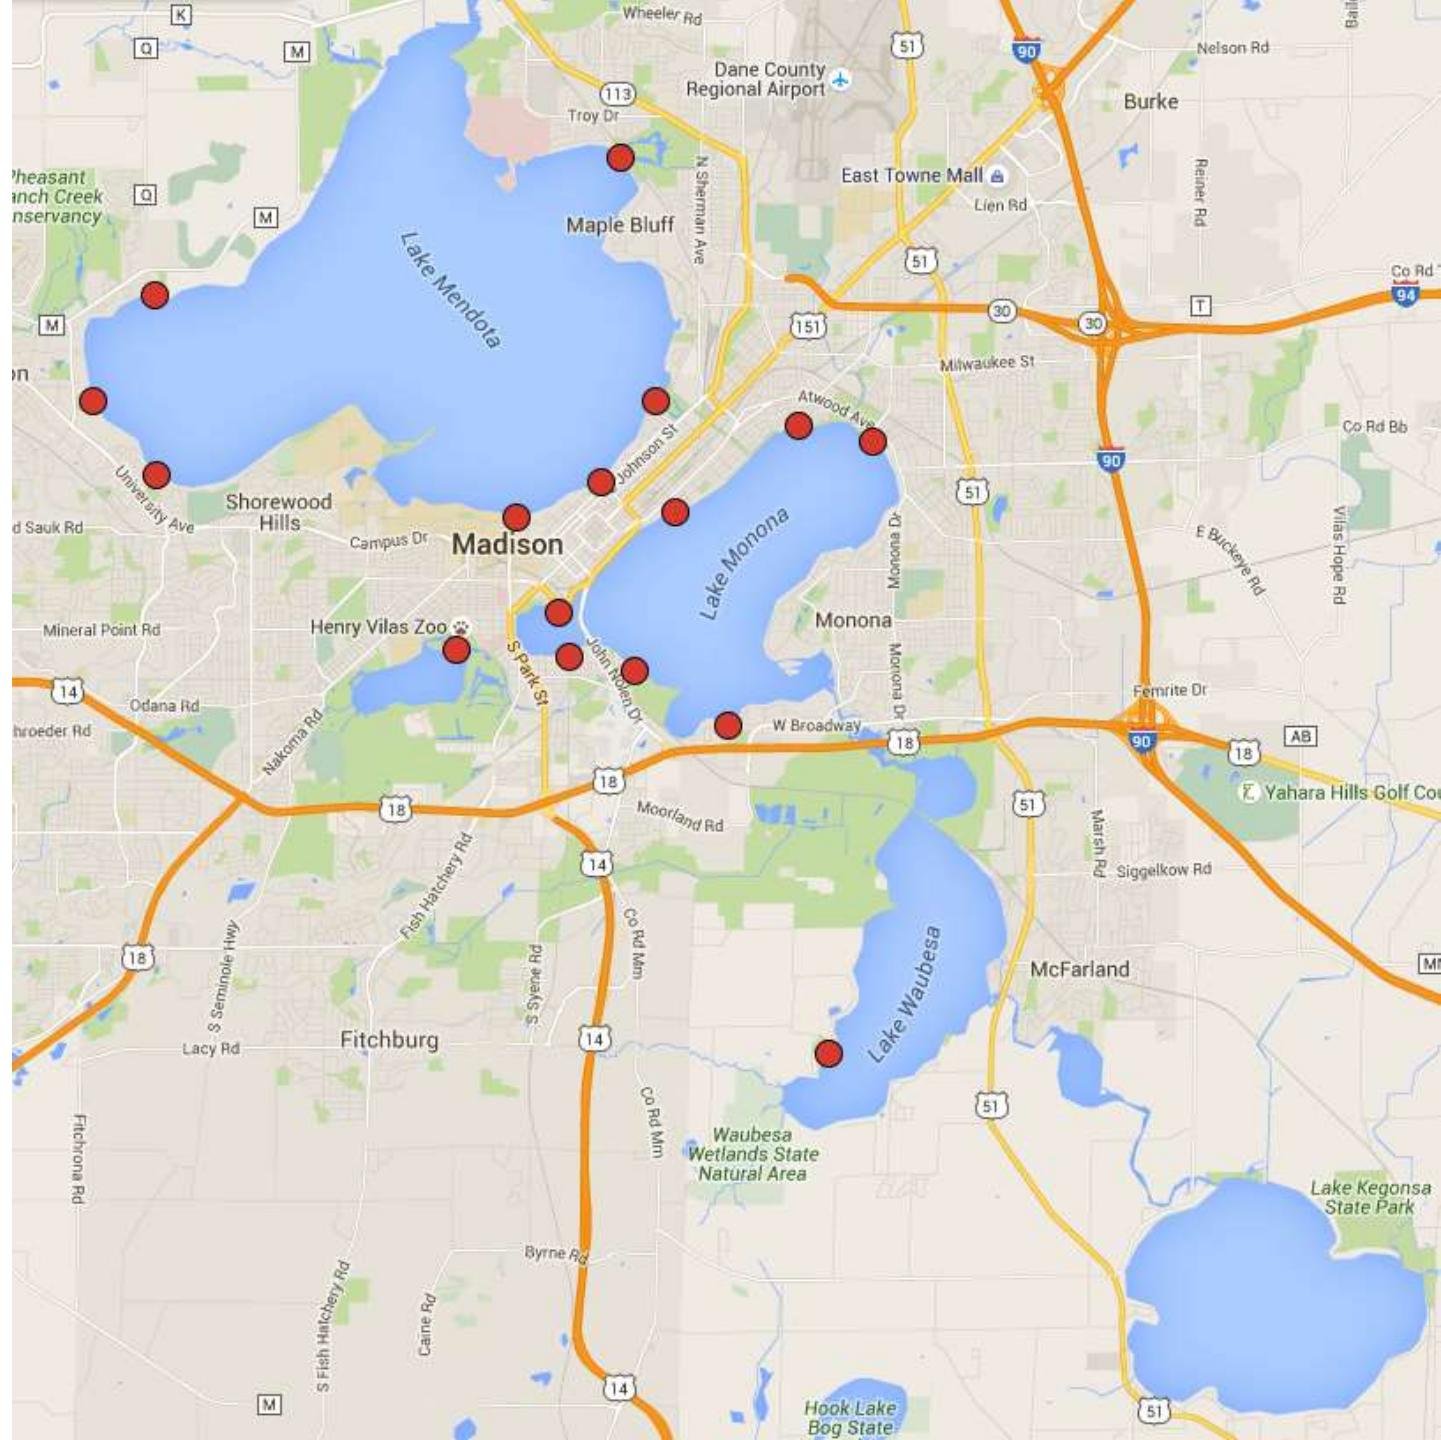 K
Wheeler Rd
Q
M
51
90
Nelson Rd
Dane County
Regional Airport
113
Burke
Troy Dr
Pheasant
anch Creek
nservancy
Q
M
N Sherman Ave
East Towne Mall
Reiner Rd
Lien Rd
Maple Bluff
Lake Mendota
51
Co Rd T
94
M
151
30
30
T
on
Milwaukee St
Atwood Ave
Co Rd Bb
Johnson St
90
University Ave
51
Shorewood
Hills
d Sauk Rd
Campus Dr
Madison
Lake Monona
Monona Dr
E Buckeye Rd
Vilas Hope Rd
Mineral Point Rd
Henry Vilas Zoo
Monona
S Park St
John Nolen Dr
Monona Dr
14
Odana Rd
Femrite Dr
hroeder Rd
Nakoma Rd
W Broadway
18
90
AB
18
18
18
51
Yahara Hills Golf Cou
Moorland Rd
Marsh Rd
14
Siggelkow Rd
Fish Hatchery Rd
18
S Seminole Hwy
S Syene Rd
Co Rd Mm
Lake Waubesa
McFarland
Fitchburg
Lacy Rd
14
Co Rd Mm
51
Fitchrona Rd
Waubesa
Wetlands State
Natural Area
Lake Kegonsa
State Park
Byrne Rd
S Fish Hatchery Rd
Caine Rd
14
M
Hook Lake
Bog State
51